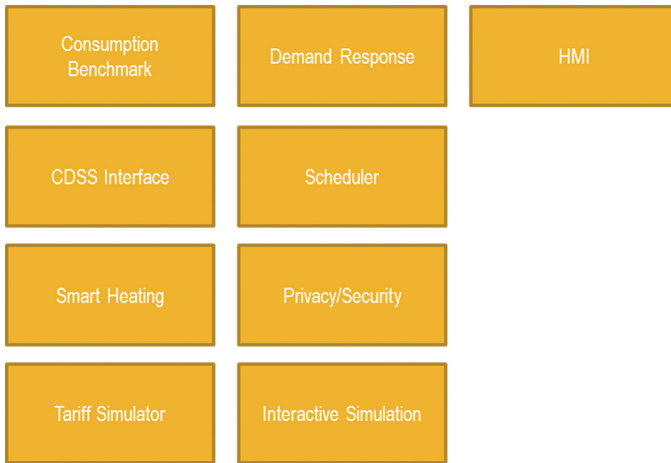 Consumption
Benchmark
Demand Response
HMI
CDSS Interface
Scheduler
Smart Heating
Privacy/Security
Tariff Simulator
Interactive Simulation